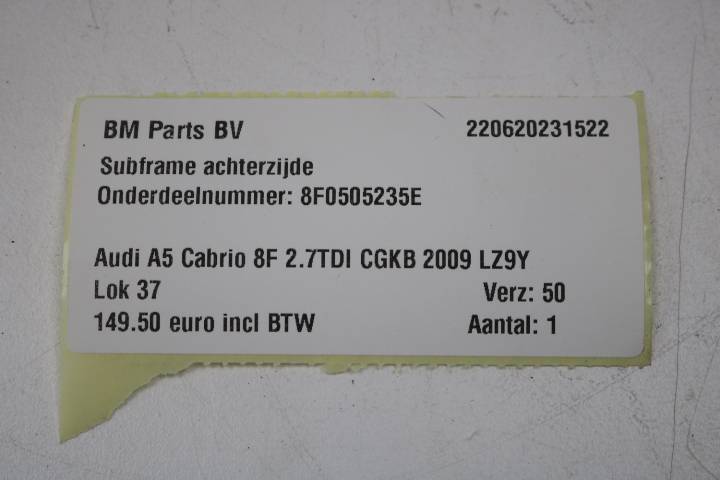 BM Parts BV 220620231522
Subframe achterzijde
Onderdeelnummer: 8F0505235E
Audi A5 Cabrio 8F 2.7TDI CGKB 2009 LZ9Y
Lok 37 Verz: 50
149.50 euro incl BTW Aantal: 1